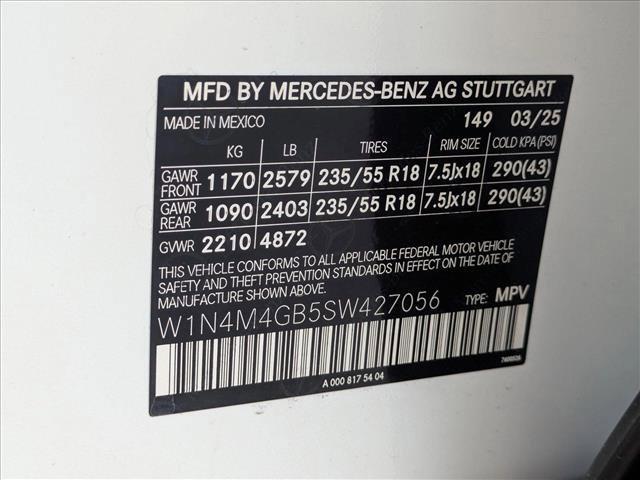 MFD BY MERCEDES-BENZ AG STUTTGART
MADE IN MEXICO 149 03/25
KG LB TIRES RIM SIZE COLD KPA(PSI)
GAWR FRONT 1170 2579 235/55 R18 7.5Jx18 290(43)
GAWR REAR 1090 2403 235/55 R18 7.5Jx18 290(43)
GVWR 2210 4872
THIS VEHICLE CONFORMS TO ALL APPLICABLE FEDERAL MOTOR VEHICLE
SAFETY AND THEFT PREVENTION STANDARDS IN EFFECT ON THE DATE OF
MANUFACTURE SHOWN ABOVE.
W1N4M4GB5SW427056 TYPE: MPV
A 000 817 54 04